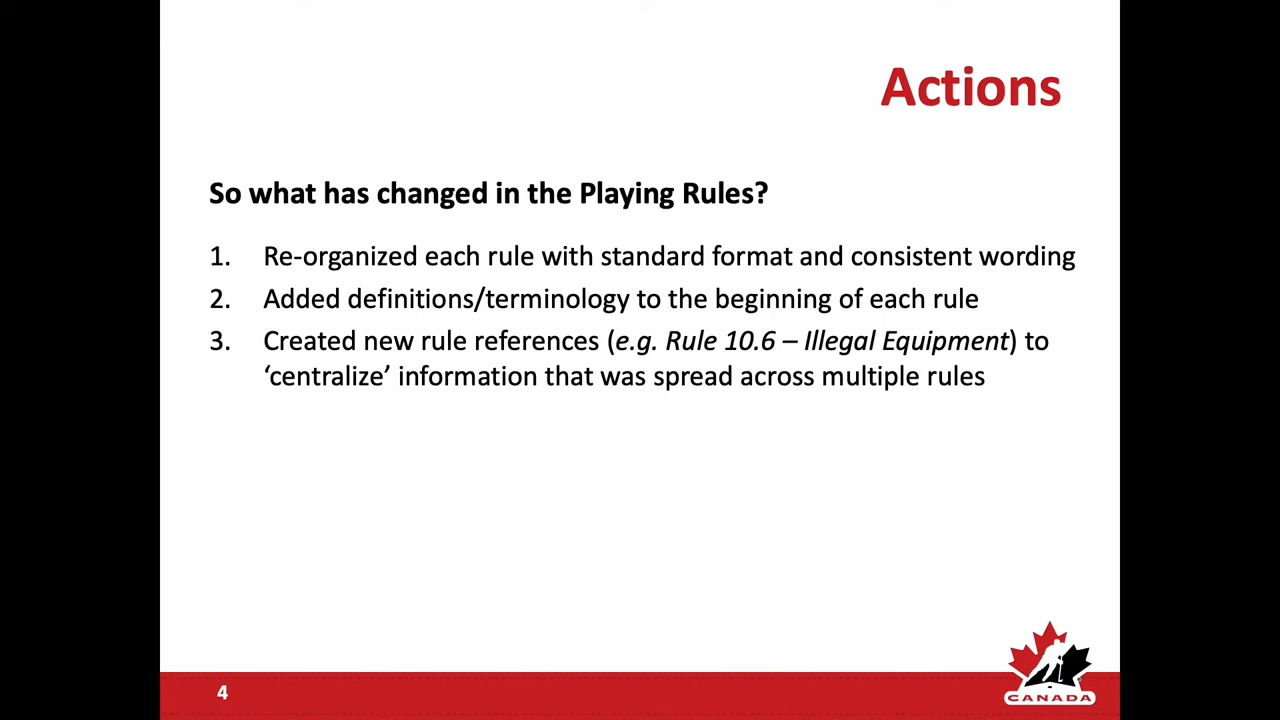 Actions
So what has changed in the Playing Rules?
1. Re-organized each rule with standard format and consistent wording
2. Added definitions/terminology to the beginning of each rule
3. Created new rule references (e.g. Rule 10.6 – Illegal Equipment) to
‘centralize’ information that was spread across multiple rules
4
CANADA